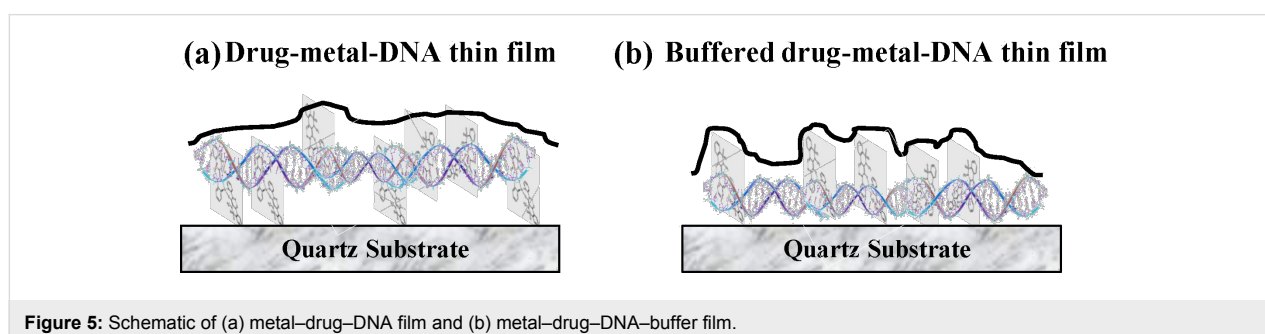 (a) Drug-metal-DNA thin film
(b) Buffered drug-metal-DNA thin film
Quartz Substrate
Quartz Substrate
Figure 5: Schematic of (a) metal–drug–DNA film and (b) metal–drug–DNA–buffer film.